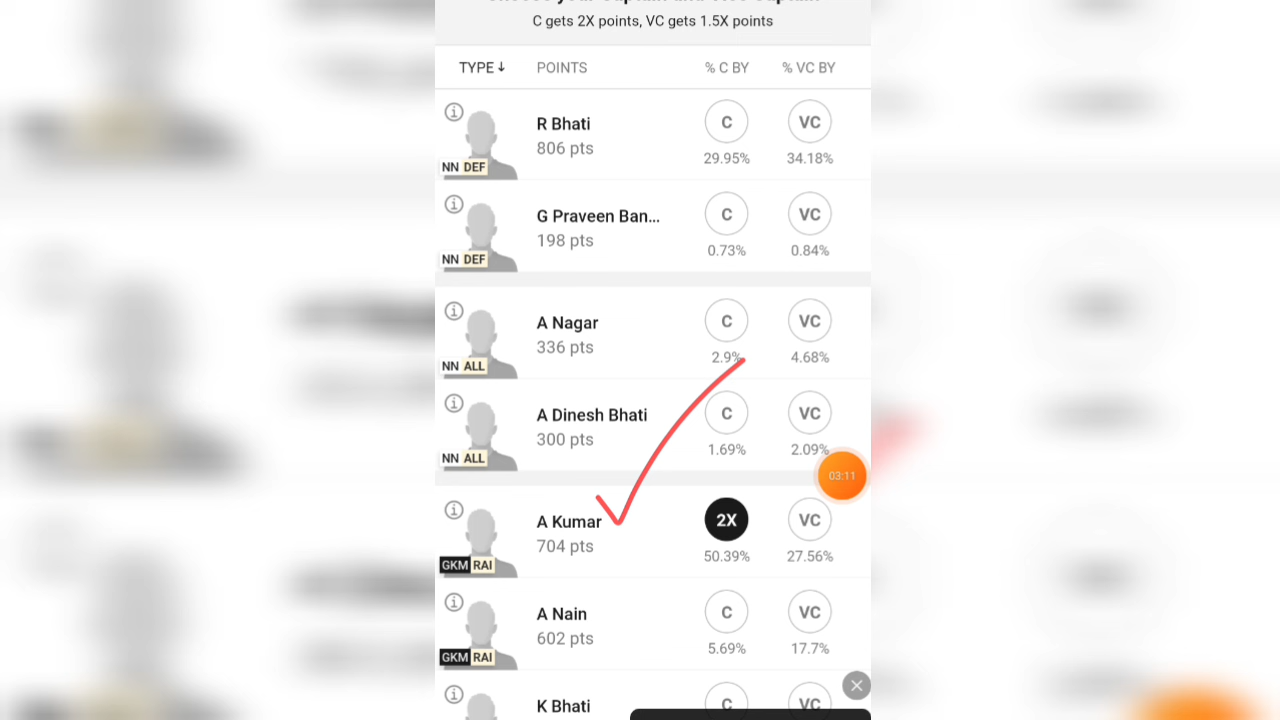 C gets 2X points, VC gets 1.5X points
TYPE↓ POINTS % C BY % VC BY
R Bhati
806 pts
C
VC
29.95%
34.18%
NN DEF
G Praveen Ban...
198 pts
C
VC
0.73%
0.84%
NN DEF
A Nagar
336 pts
C
VC
2.9%
4.68%
NN ALL
A Dinesh Bhati
300 pts
C
VC
1.69%
2.09%
NN ALL
03:11
A Kumar
704 pts
2X
VC
50.39%
27.56%
GKM RAI
A Nain
602 pts
C
VC
5.69%
17.7%
GKM RAI
K Bhati
C
VC